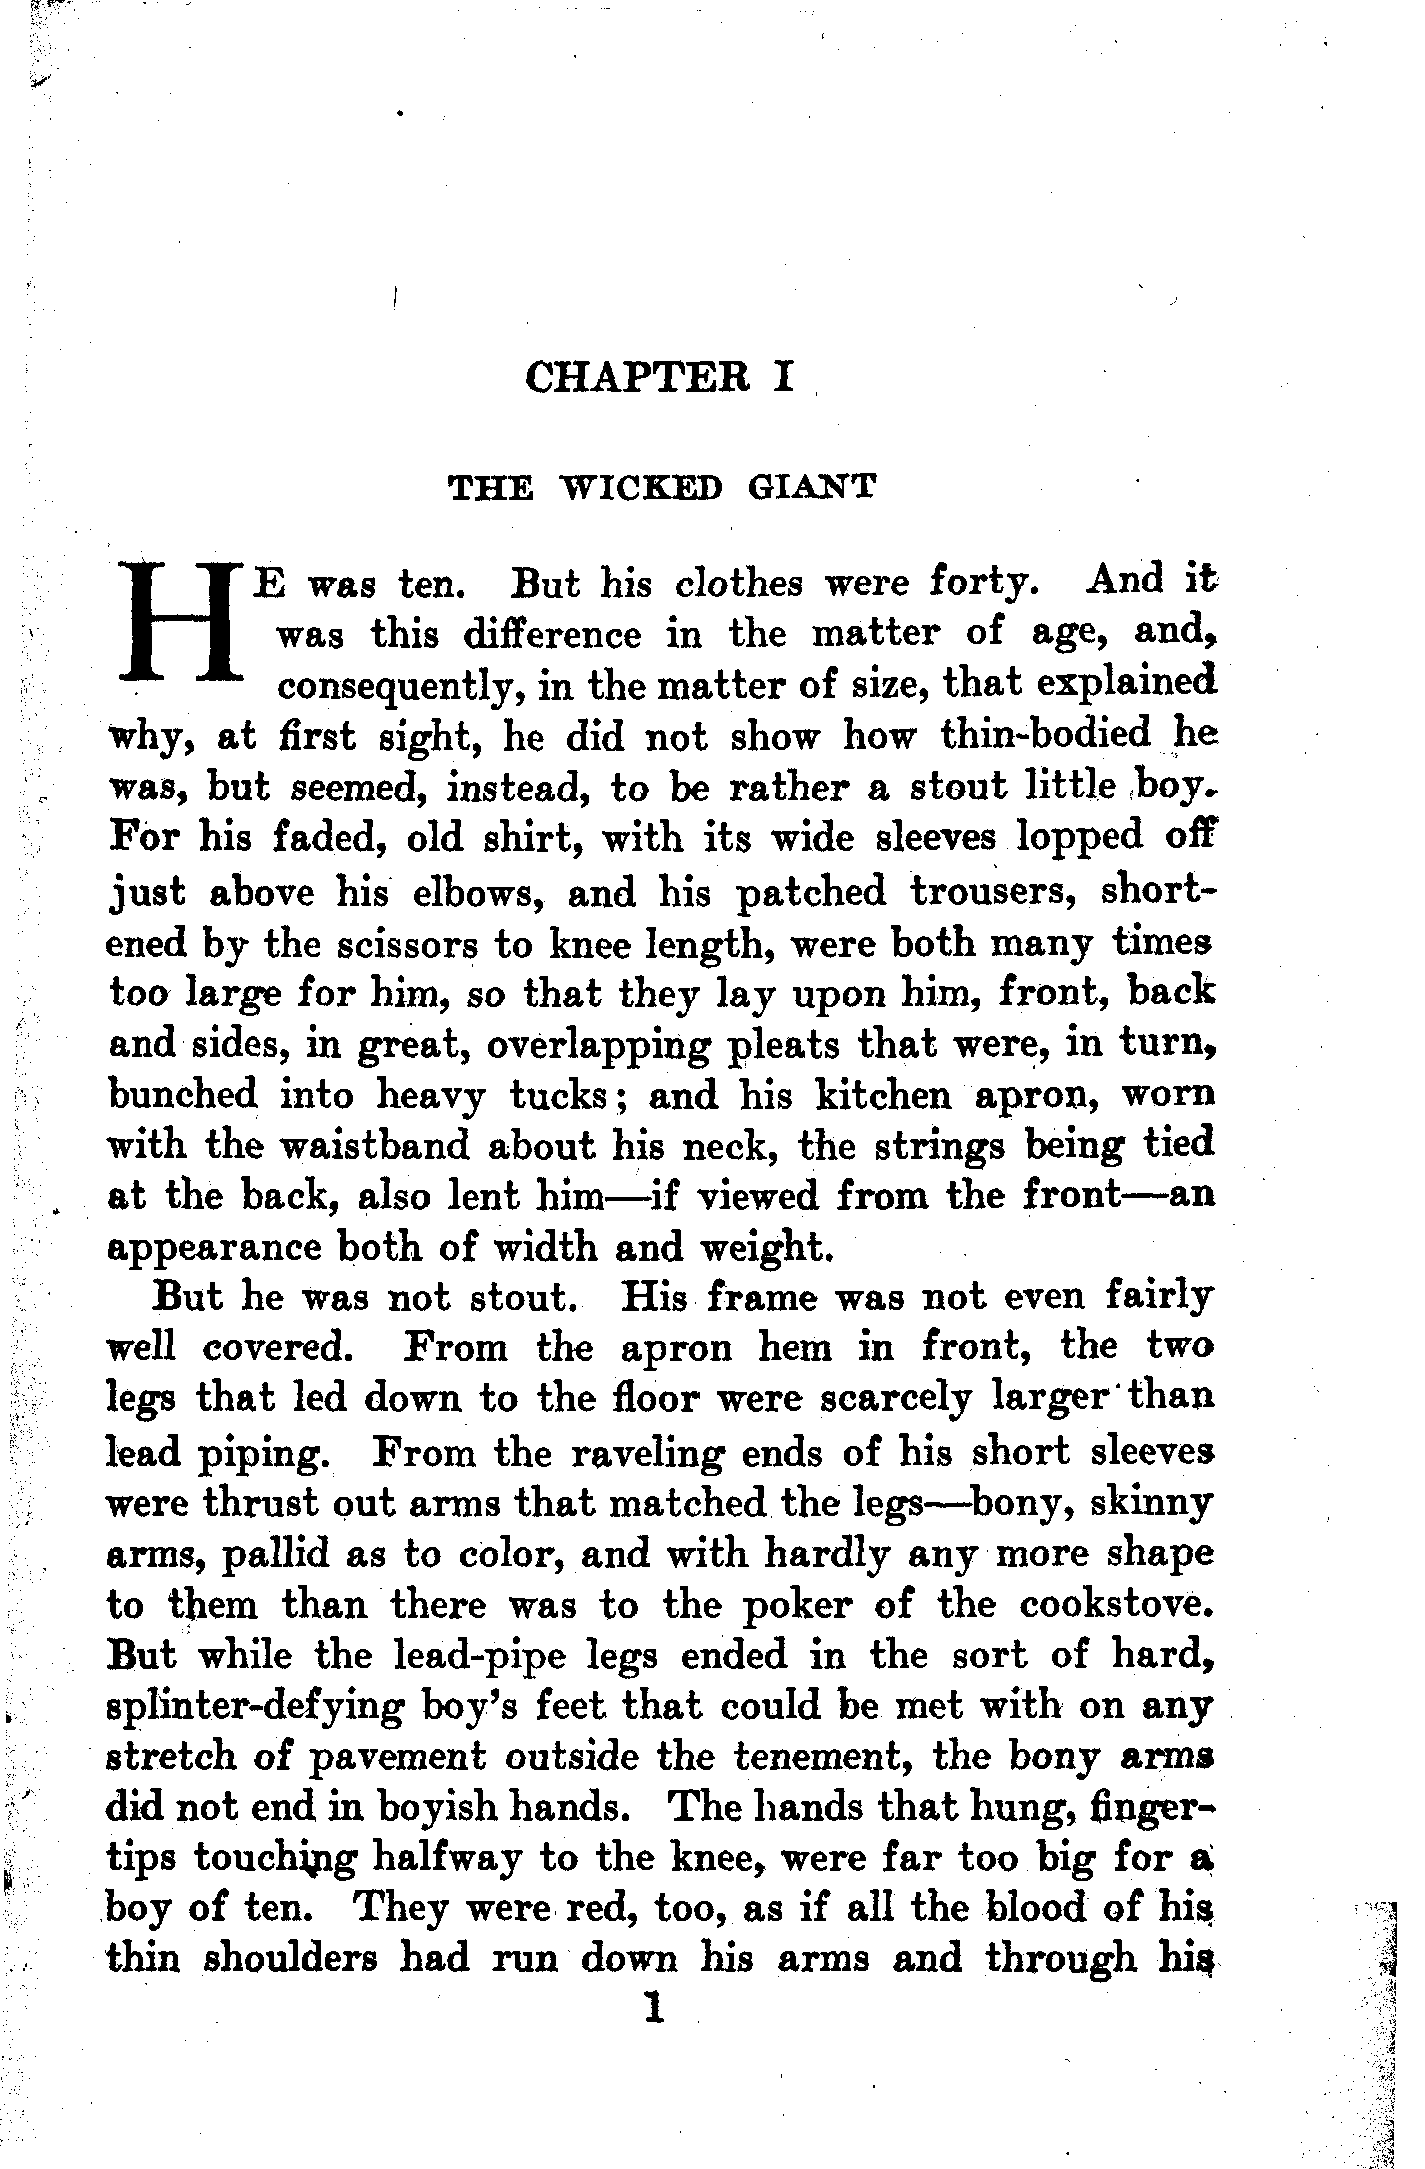 CHAPTER I
THE WICKED GIANT
HE was ten. But his clothes were forty. And it
was this difference in the matter of age, and,
consequently, in the matter of size, that explained
why, at first sight, he did not show how thin-bodied he
was, but seemed, instead, to be rather a stout little boy.
For his faded, old shirt, with its wide sleeves lopped off
just above his elbows, and his patched trousers, short-
ened by the scissors to knee length, were both many times
too large for him, so that they lay upon him, front, back
and sides, in great, overlapping pleats that were, in turn,
bunched into heavy tucks; and his kitchen apron, worn
with the waistband about his neck, the strings being tied
at the back, also lent him—if viewed from the front—an
appearance both of width and weight.
But he was not stout. His frame was not even fairly
well covered. From the apron hem in front, the two
legs that led down to the floor were scarcely larger than
lead piping. From the raveling ends of his short sleeves
were thrust out arms that matched the legs—bony, skinny
arms, pallid as to color, and with hardly any more shape
to them than there was to the poker of the cookstove.
But while the lead-pipe legs ended in the sort of hard,
splinter-defying boy's feet that could be met with on any
stretch of pavement outside the tenement, the bony arms
did not end in boyish hands. The hands that hung, finger-
tips touching halfway to the knee, were far too big for a
boy of ten. They were red, too, as if all the blood of his
thin shoulders had run down his arms and through his
1